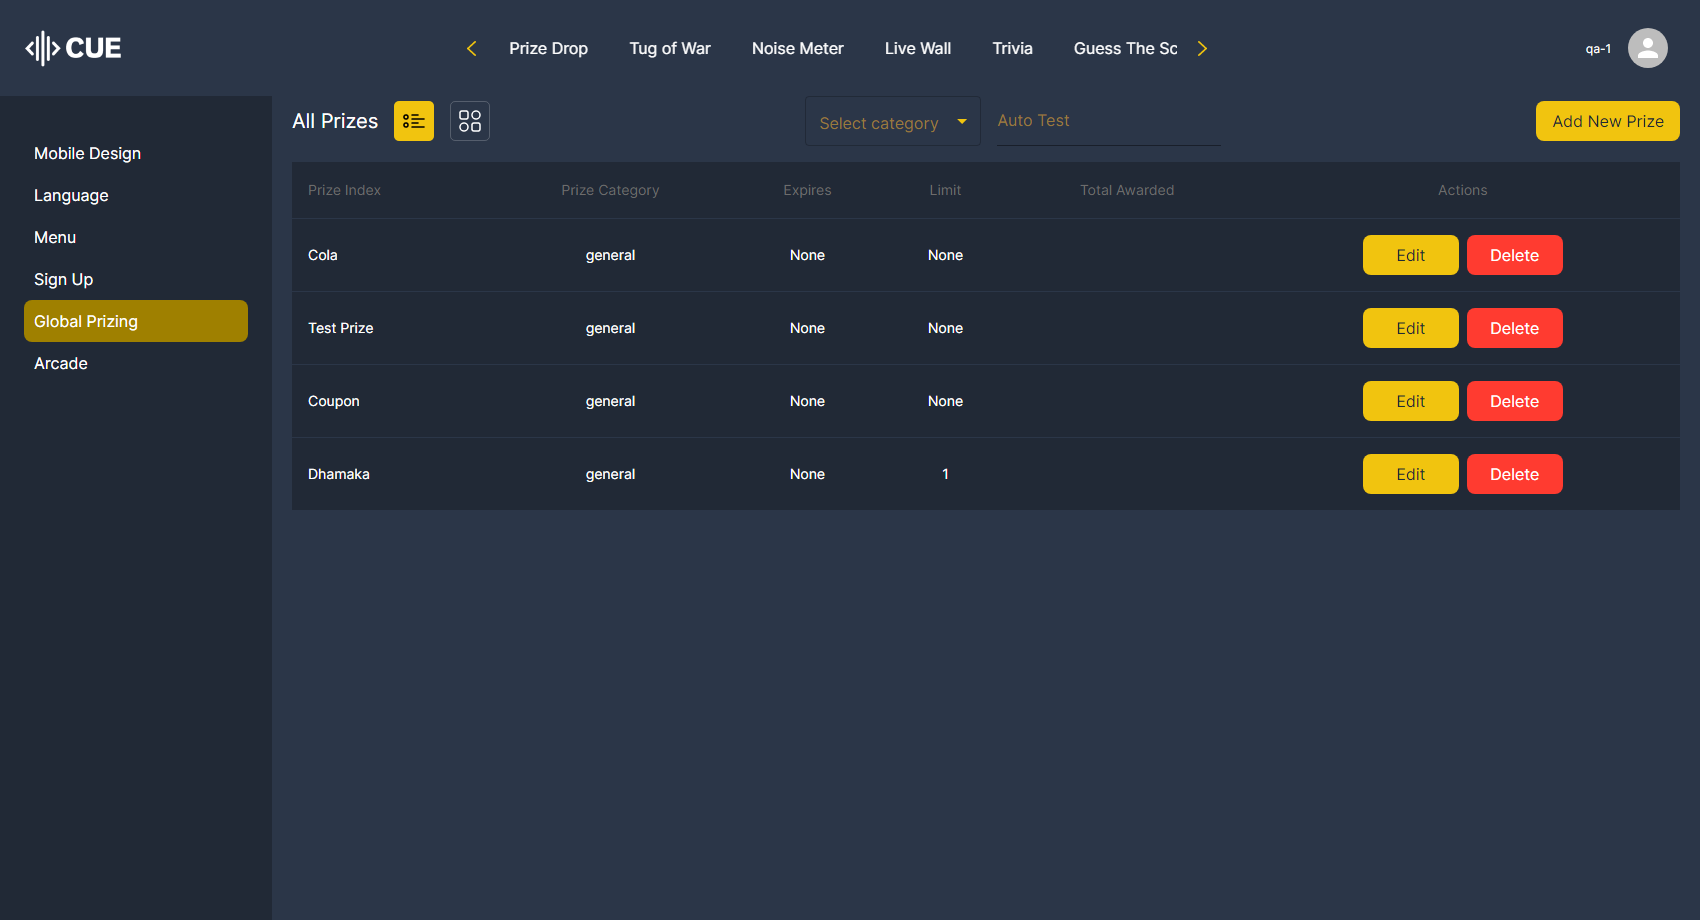 CUE
Prize Drop Tug of War Noise Meter Live Wall Trivia Guess The Sc
qa-1
Mobile Design
Language
Menu
Sign Up
Global Prizing
Arcade
All Prizes
Select category
Auto Test
Add New Prize
Prize Index Prize Category Expires Limit Total Awarded Actions
Cola general None None Edit Delete
Test Prize general None None Edit Delete
Coupon general None None Edit Delete
Dhamaka general None 1 Edit Delete